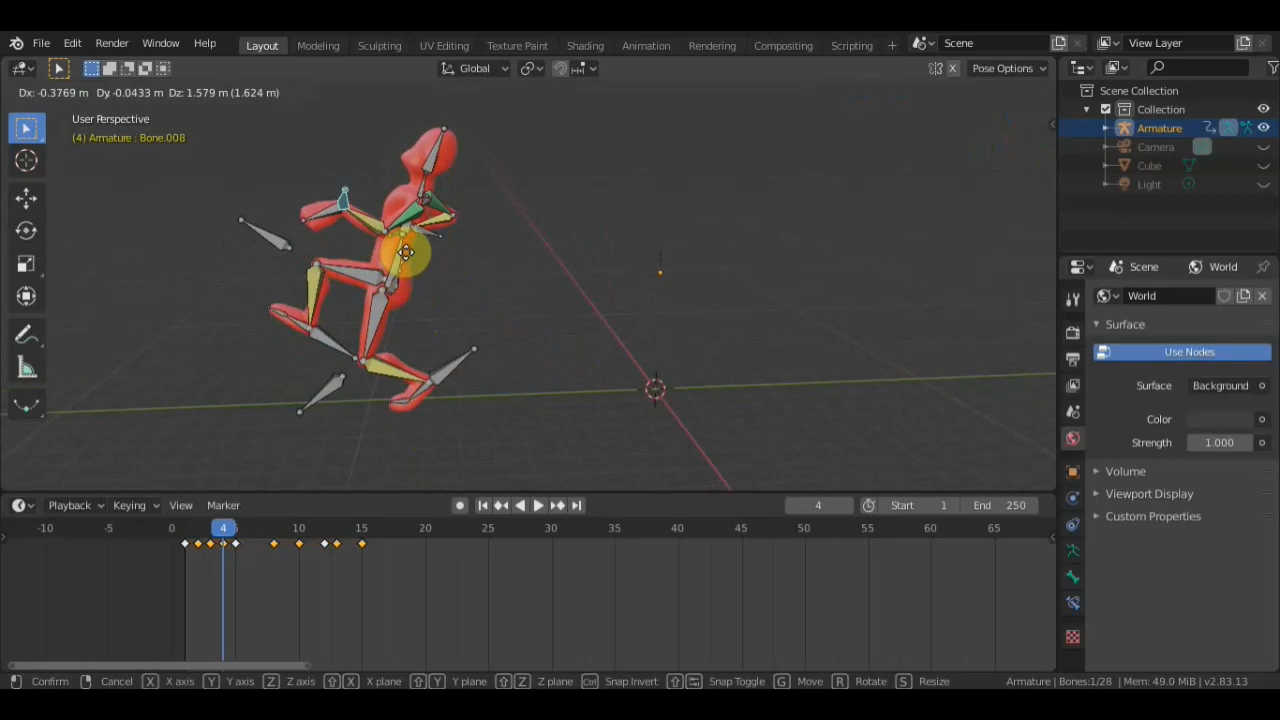 File Edit Render Window Help Layout Modeling Sculpting UV Editing Texture Paint Shading Animation Rendering Compositing Scripting + Scene View Layer
Global Pose Options
X
Dx: -0.3769 m Dy -0.0433 m Dz: 1.579 m (1.624 m)
User Perspective
(4) Armature : Bone.008
Scene Collection
Collection
Armature
Camera
Cube
Light
Scene World
World
Surface
Use Nodes
Surface Background
Color
Strength 1.000
Volume
Viewport Display
Custom Properties
Playback Keying View Marker 4 Start 1 End 250
-10 0 4 10 15 20 25 30 35 40 45 50 55 60 65
Confirm Cancel X X axis Y Y axis Z Z axis X X plane Y Y plane Z Z plane Ctrl Snap Invert Snap Toggle G Move R Rotate S Resize Armature | Bones:1/28 | Mem: 49.0 MiB | v2.83.13